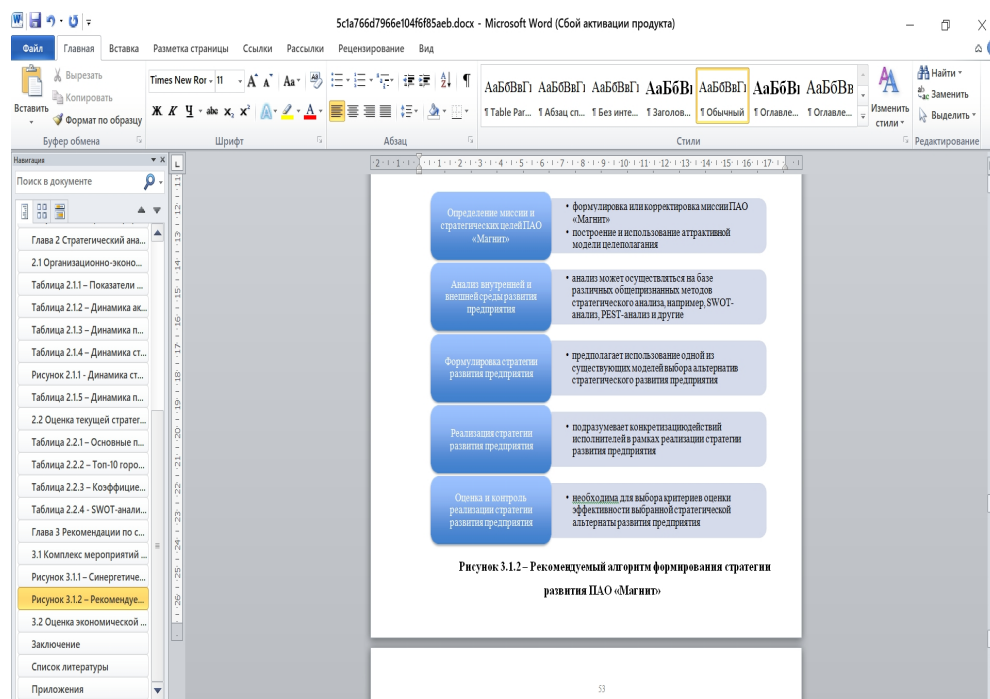 5c1a766d7966e104f6f85aeb.docx - Microsoft Word (Сбой активации продукта)
Файл Главная Вставка Разметка страницы Ссылки Рассылки Рецензирование Вид
Вставить
Вырезать
Копировать
Формат по образцу
Буфер обмена
Times New Ror 11
Ж К Ч abc X₂ X²
Шрифт
Абзац
АаБбВвГг АаБбВвГг АаБбВвГг АаБбВв АаБбВвГг АаБбВв АаБбВв
¶ Table Par... ¶ Абзац сп... ¶ Без инте... ¶ Заголов... ¶ Обычный ¶ Оглавле... ¶ Оглавле...
Стили
Изменить
стили
Найти
Заменить
Выделить
Редактирование
Навигация
Поиск в документе
Глава 2 Стратегический ана...
2.1 Организационно-эконо...
Таблица 2.1.1 – Показатели ...
Таблица 2.1.2 – Динамика ак...
Таблица 2.1.3 – Динамика п...
Таблица 2.1.4 – Динамика ст...
Рисунок 2.1.1 - Динамика ст...
Таблица 2.1.5 – Динамика п...
2.2 Оценка текущей стратег...
Таблица 2.2.1 – Основные п...
Таблица 2.2.2 – Топ-10 горо...
Таблица 2.2.3 – Коэффицие...
Таблица 2.2.4 - SWOT-анали...
Глава 3 Рекомендации по с...
3.1 Комплекс мероприятий ...
Рисунок 3.1.1 – Синергетиче...
Рисунок 3.1.2 – Рекомендуе...
3.2 Оценка экономической ...
Заключение
Список литературы
Приложения
Определение миссии и
стратегических целей ПАО
«Магнит»
• формулировка или корректировка миссии ПАО
«Магнит»
• построение и использование аттрактивной
модели целеполагания
Анализ внутренней и
внешней среды развития
предприятия
• анализ может осуществляться на базе
различных общепризнанных методов
стратегического анализа, например, SWOT-
анализ, PEST-анализ и другие
Формулировка стратегии
развития предприятия
• предполагает использование одной из
существующих моделей выбора альтернатив
стратегического развития предприятия
Реализация стратегии
развития предприятия
• подразумевает конкретизациюдействий
исполнителей в рамках реализации стратегии
развития предприятия
Оценка и контроль
реализации стратегии
развития предприятия
• необходима для выбора критериев оценки
эффективности выбранной стратегической
альтернаты развития предприятия
Рисунок 3.1.2 – Рекомендуемый алгоритм формирования стратегии
развития ПАО «Магнит»
53